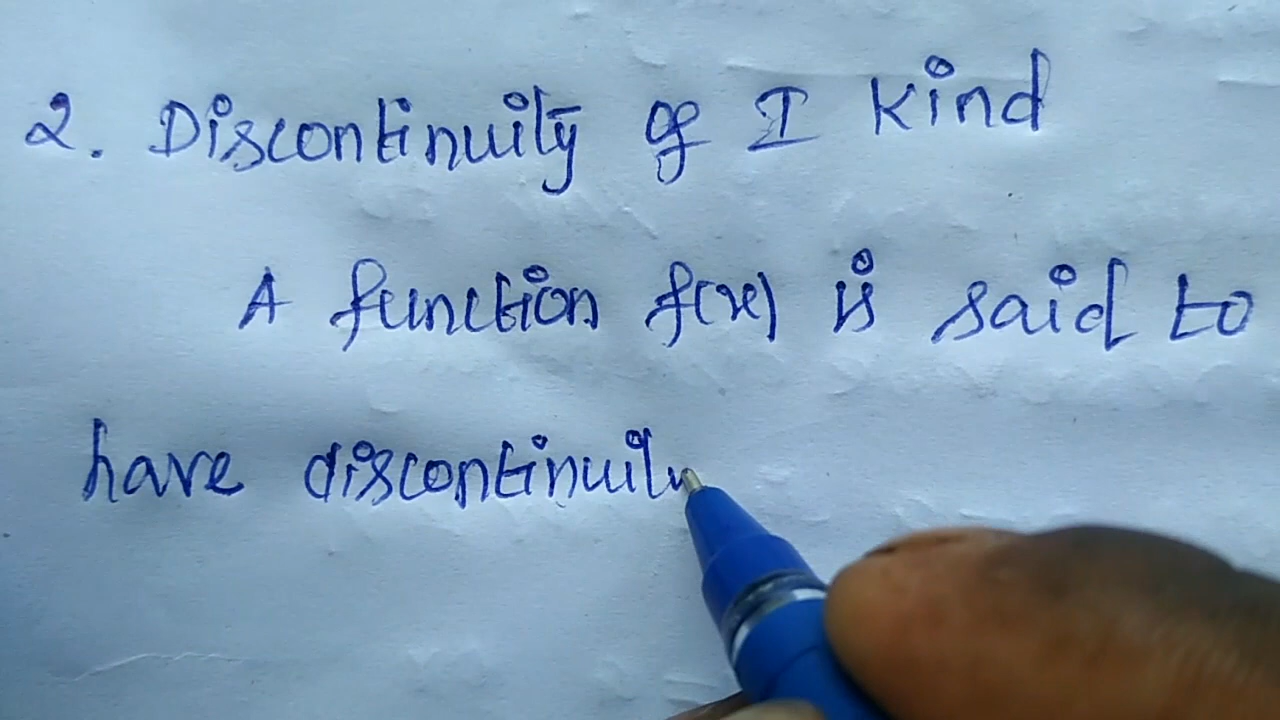 2. Discontinuity of I kind
A function f(x) is said to
have discontinuity